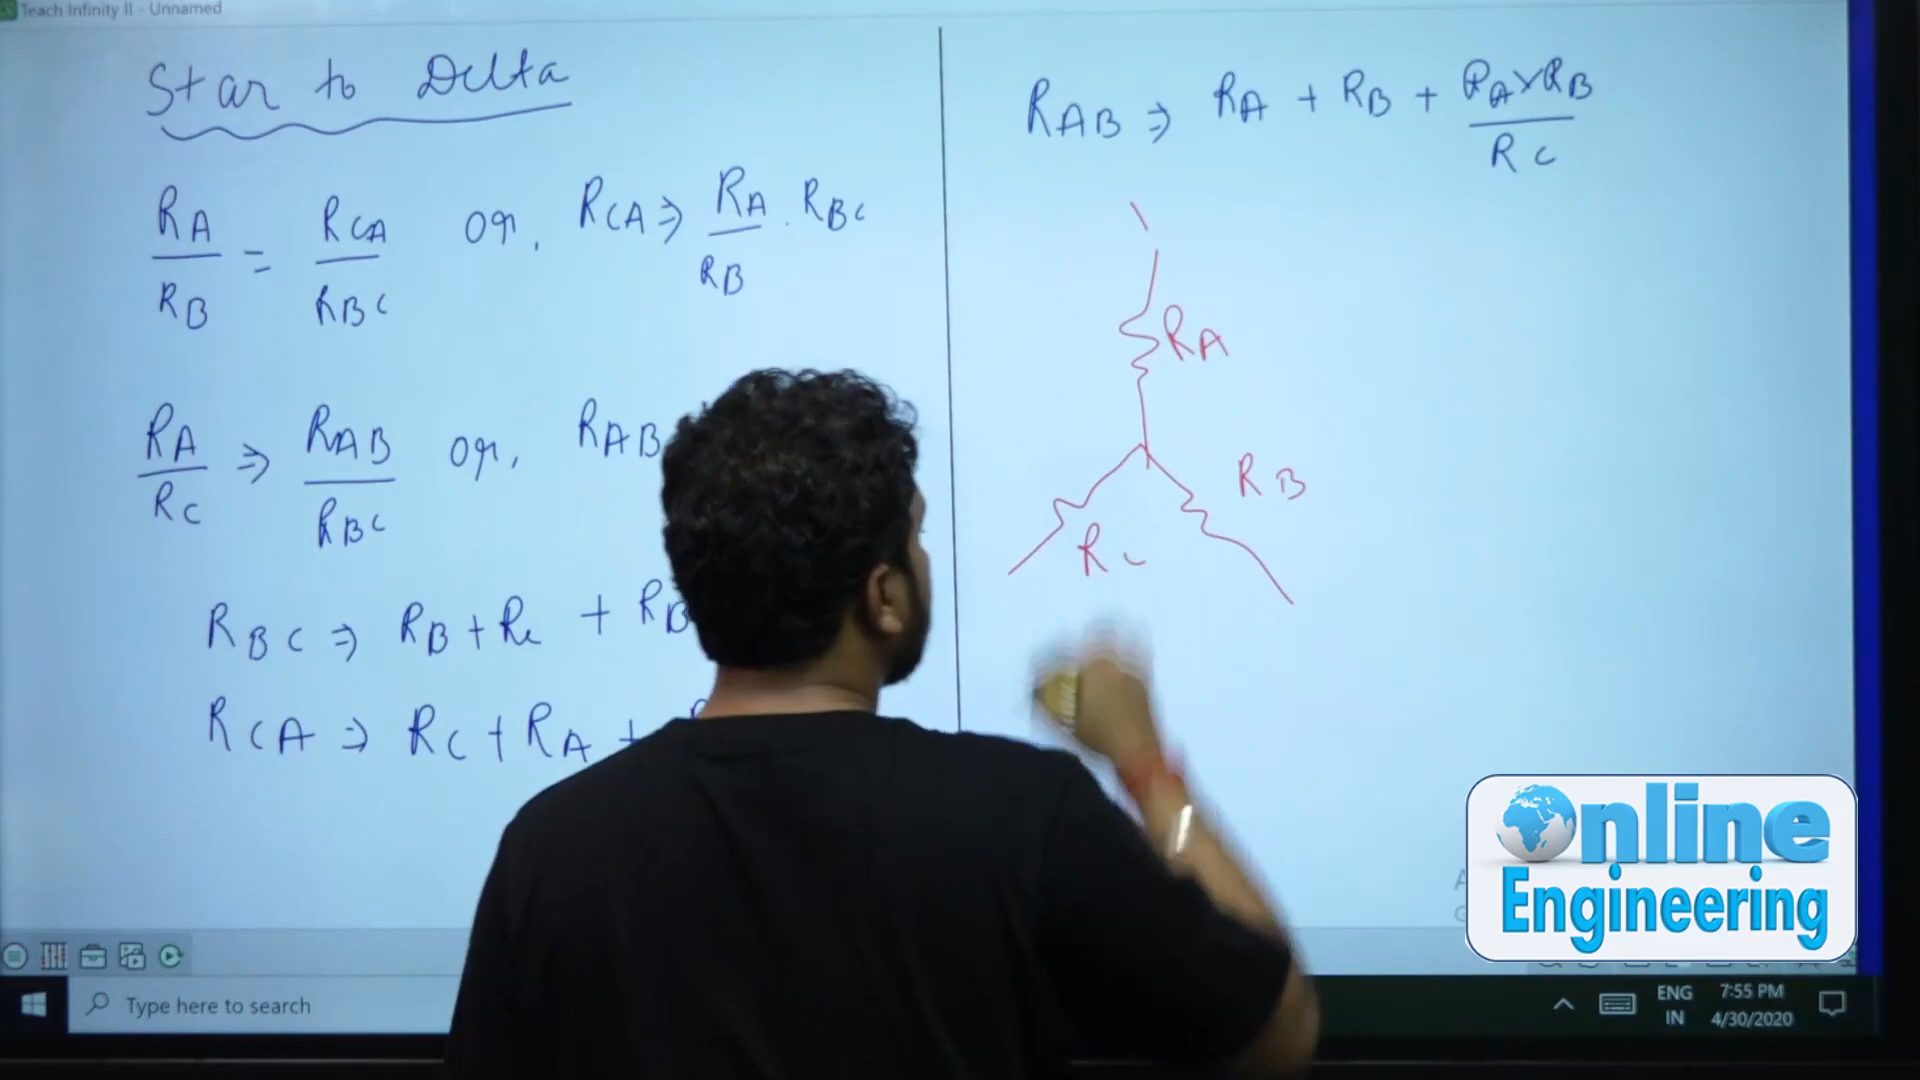 Teach Infinity II - Unnamed
Star to Delta
RA/RB = RCA/RBC or, RCA ⇒ RA/RB . RBC
RA/RC ⇒ RAB/RBC or, RAB
RBC ⇒ RB + RC + RB
RCA ⇒ RC + RA +
RAB ⇒ RA + RB + RA×RB/RC
RA
RB
RC
Online
Engineering
Type here to search
ENG
IN
7:55 PM
4/30/2020